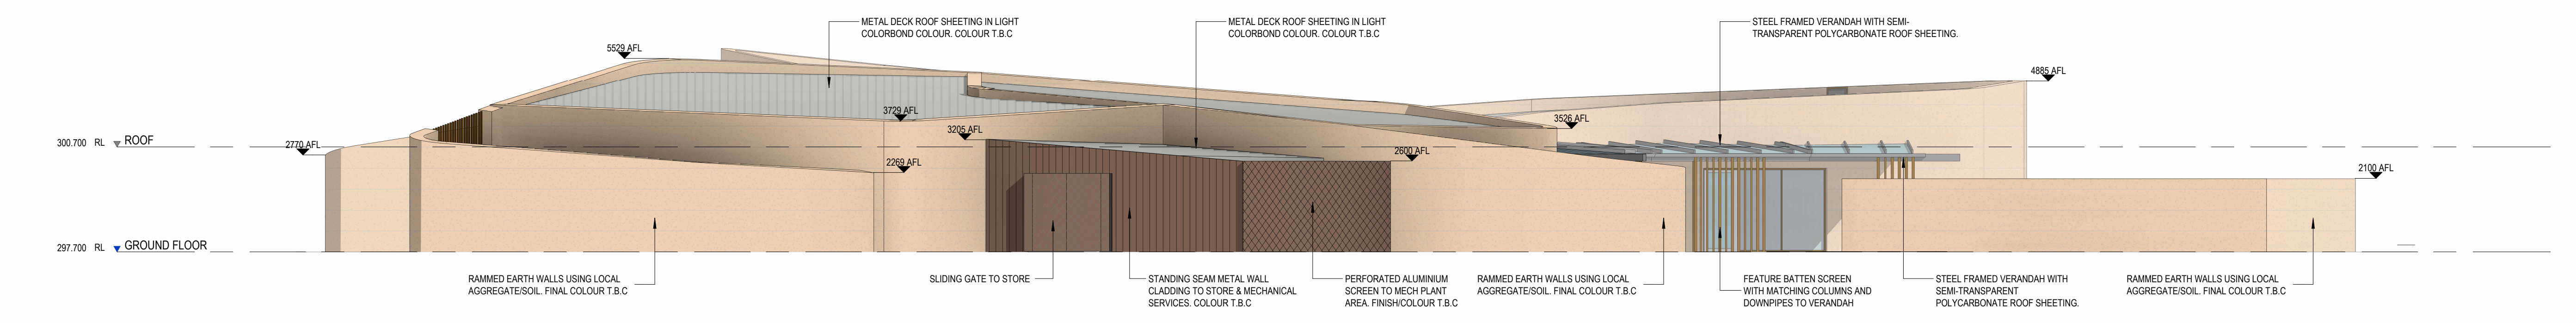 METAL DECK ROOF SHEETING IN LIGHT
COLORBOND COLOUR. COLOUR T.B.C
METAL DECK ROOF SHEETING IN LIGHT
COLORBOND COLOUR. COLOUR T.B.C
STEEL FRAMED VERANDAH WITH SEMI-
TRANSPARENT POLYCARBONATE ROOF SHEETING.
5529 AFL
4885 AFL
3729 AFL
3526 AFL
3205 AFL
300.700 RL ROOF
2770 AFL
2600 AFL
2269 AFL
2100 AFL
297.700 RL GROUND FLOOR
RAMMED EARTH WALLS USING LOCAL
AGGREGATE/SOIL. FINAL COLOUR T.B.C
SLIDING GATE TO STORE
STANDING SEAM METAL WALL
CLADDING TO STORE & MECHANICAL
SERVICES. COLOUR T.B.C
PERFORATED ALUMINIUM
SCREEN TO MECH PLANT
AREA. FINISH/COLOUR T.B.C
RAMMED EARTH WALLS USING LOCAL
AGGREGATE/SOIL. FINAL COLOUR T.B.C
FEATURE BATTEN SCREEN
WITH MATCHING COLUMNS AND
DOWNPIPES TO VERANDAH
STEEL FRAMED VERANDAH WITH
SEMI-TRANSPARENT
POLYCARBONATE ROOF SHEETING.
RAMMED EARTH WALLS USING LOCAL
AGGREGATE/SOIL. FINAL COLOUR T.B.C